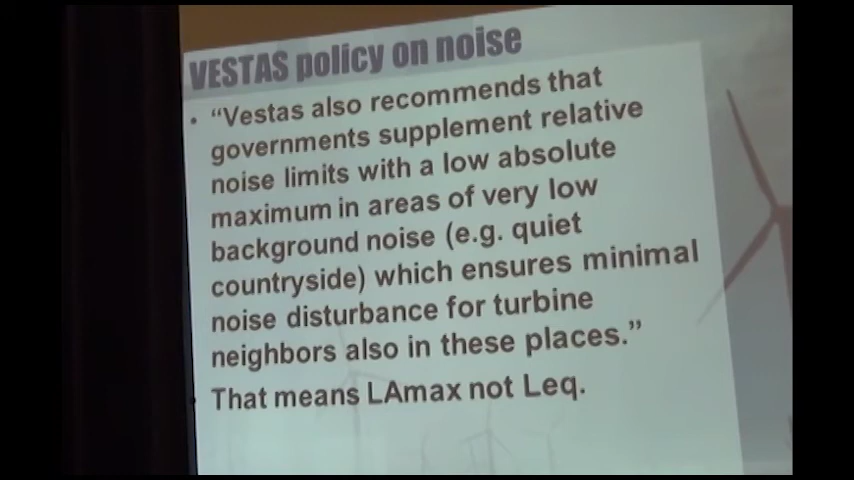 VESTAS policy on noise
• “Vestas also recommends that
governments supplement relative
noise limits with a low absolute
maximum in areas of very low
background noise (e.g. quiet
countryside) which ensures minimal
noise disturbance for turbine
neighbors also in these places.”
• That means LAmax not Leq.